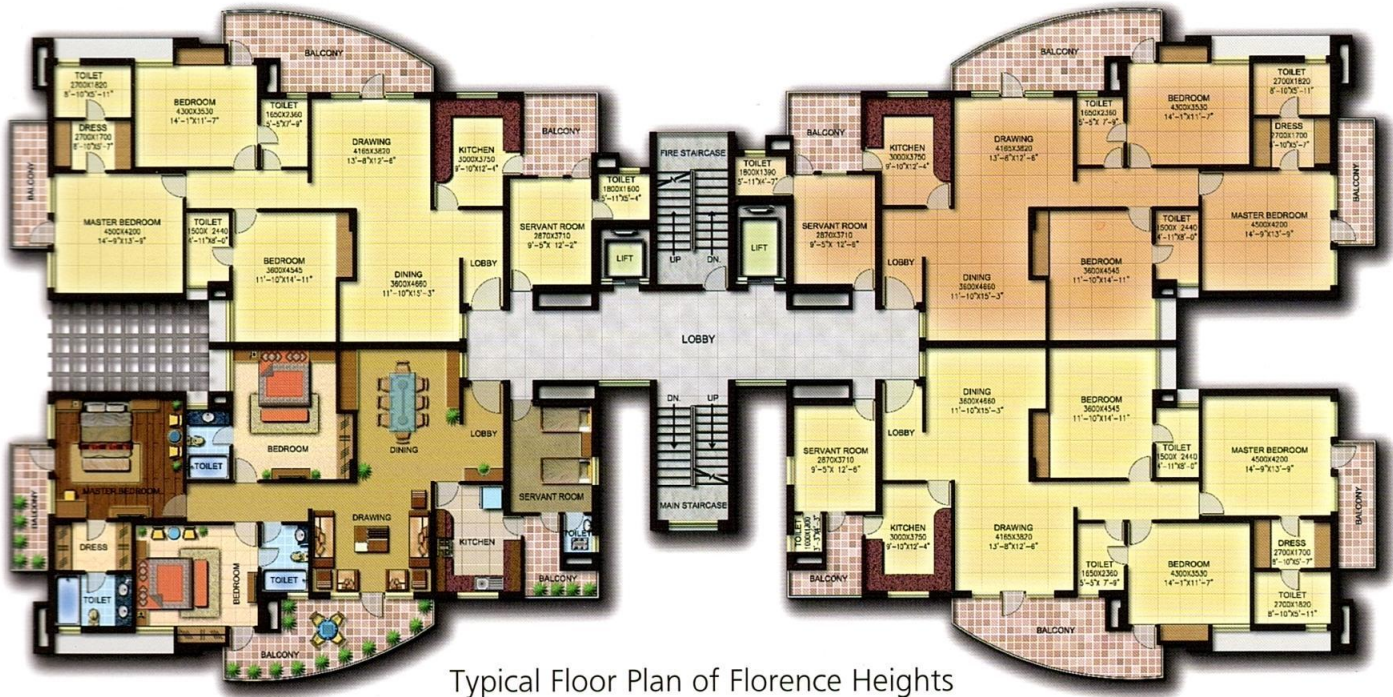 BALCONY
TOILET
2700X1820
8'-10"X5'-11"
DRESS
2700X1700
8'-10"X5'-7"
BEDROOM
4300X3530
14'-1"X11'-7"
TOILET
1650X2360
5'-5"X 7'-9"
DRAWING
4165X3820
13'-8"X12'-6"
KITCHEN
3000X3750
9'-10"X12'-4"
BALCONY
BALCONY
MASTER BEDROOM
4500X4200
14'-9"X13'-9"
TOILET
1500X 2440
4'-11"X8'-0"
BEDROOM
3600X4545
11'-10"X14'-11"
DINING
3600X4660
11'-10"X15'-3"
LOBBY
SERVANT ROOM
2870X3710
9'-5"X 12'-2"
TOILET
1800X1600
5'-11"X5'-4"
LIFT
FIRE STAIRCASE
UP
DN.
LIFT
TOILET
1800X1390
5'-11"X4'-7"
BALCONY
SERVANT ROOM
2870X3710
9'-5"X 12'-6"
KITCHEN
3000X3750
9'-10"X12'-4"
LOBBY
BALCONY
DRAWING
4165X3820
13'-8"X12'-6"
DINING
3600X4660
11'-10"X15'-3"
TOILET
1650X2360
5'-5"X 7'-9"
BEDROOM
4300X3530
14'-1"X11'-7"
TOILET
2700X1820
8'-10"X5'-11"
DRESS
2700X1700
8'-10"X5'-7"
BEDROOM
3600X4545
11'-10"X14'-11"
TOILET
1500X 2440
4'-11"X8'-0"
MASTER BEDROOM
4500X4200
14'-9"X13'-9"
BALCONY
LOBBY
BEDROOM
DINING
LOBBY
TOILET
MASTER BEDROOM
BALCONY
DRESS
TOILET
BEDROOM
TOILET
DRAWING
KITCHEN
SERVANT ROOM
TOILET
BALCONY
BALCONY
DN.
UP
MAIN STAIRCASE
SERVANT ROOM
2870X3710
9'-5"X 12'-6"
LOBBY
DINING
3600X4660
11'-10"X15'-3"
BEDROOM
3600X4545
11'-10"X14'-11"
TOILET
1500X 2440
4'-11"X8'-0"
MASTER BEDROOM
4500X4200
14'-9"X13'-9"
BALCONY
TOILET
BALCONY
KITCHEN
3000X3750
9'-10"X12'-4"
DRAWING
4165X3820
13'-8"X12'-6"
TOILET
1650X2360
5'-5"X 7'-9"
BEDROOM
4300X3530
14'-1"X11'-7"
DRESS
2700X1700
8'-10"X5'-7"
TOILET
2700X1820
8'-10"X5'-11"
BALCONY
Typical Floor Plan of Florence Heights